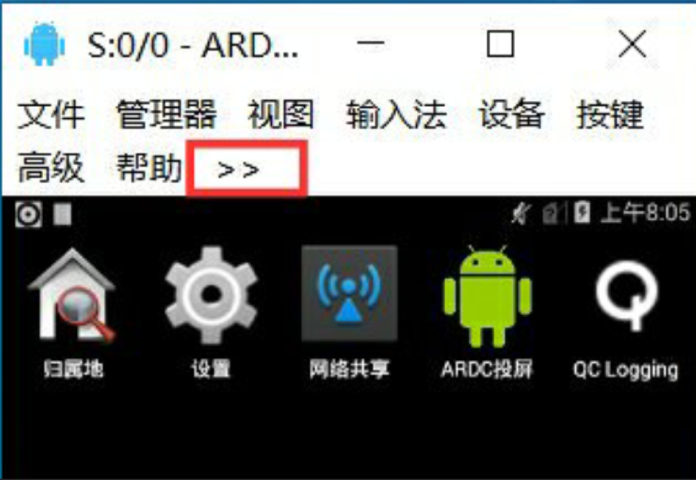 S:0/0 - ARD...
文件 管理器 视图 输入法 设备 按键
高级 帮助 >>
上午8:05
归属地 设置 网络共享 ARDC投屏 QC Logging